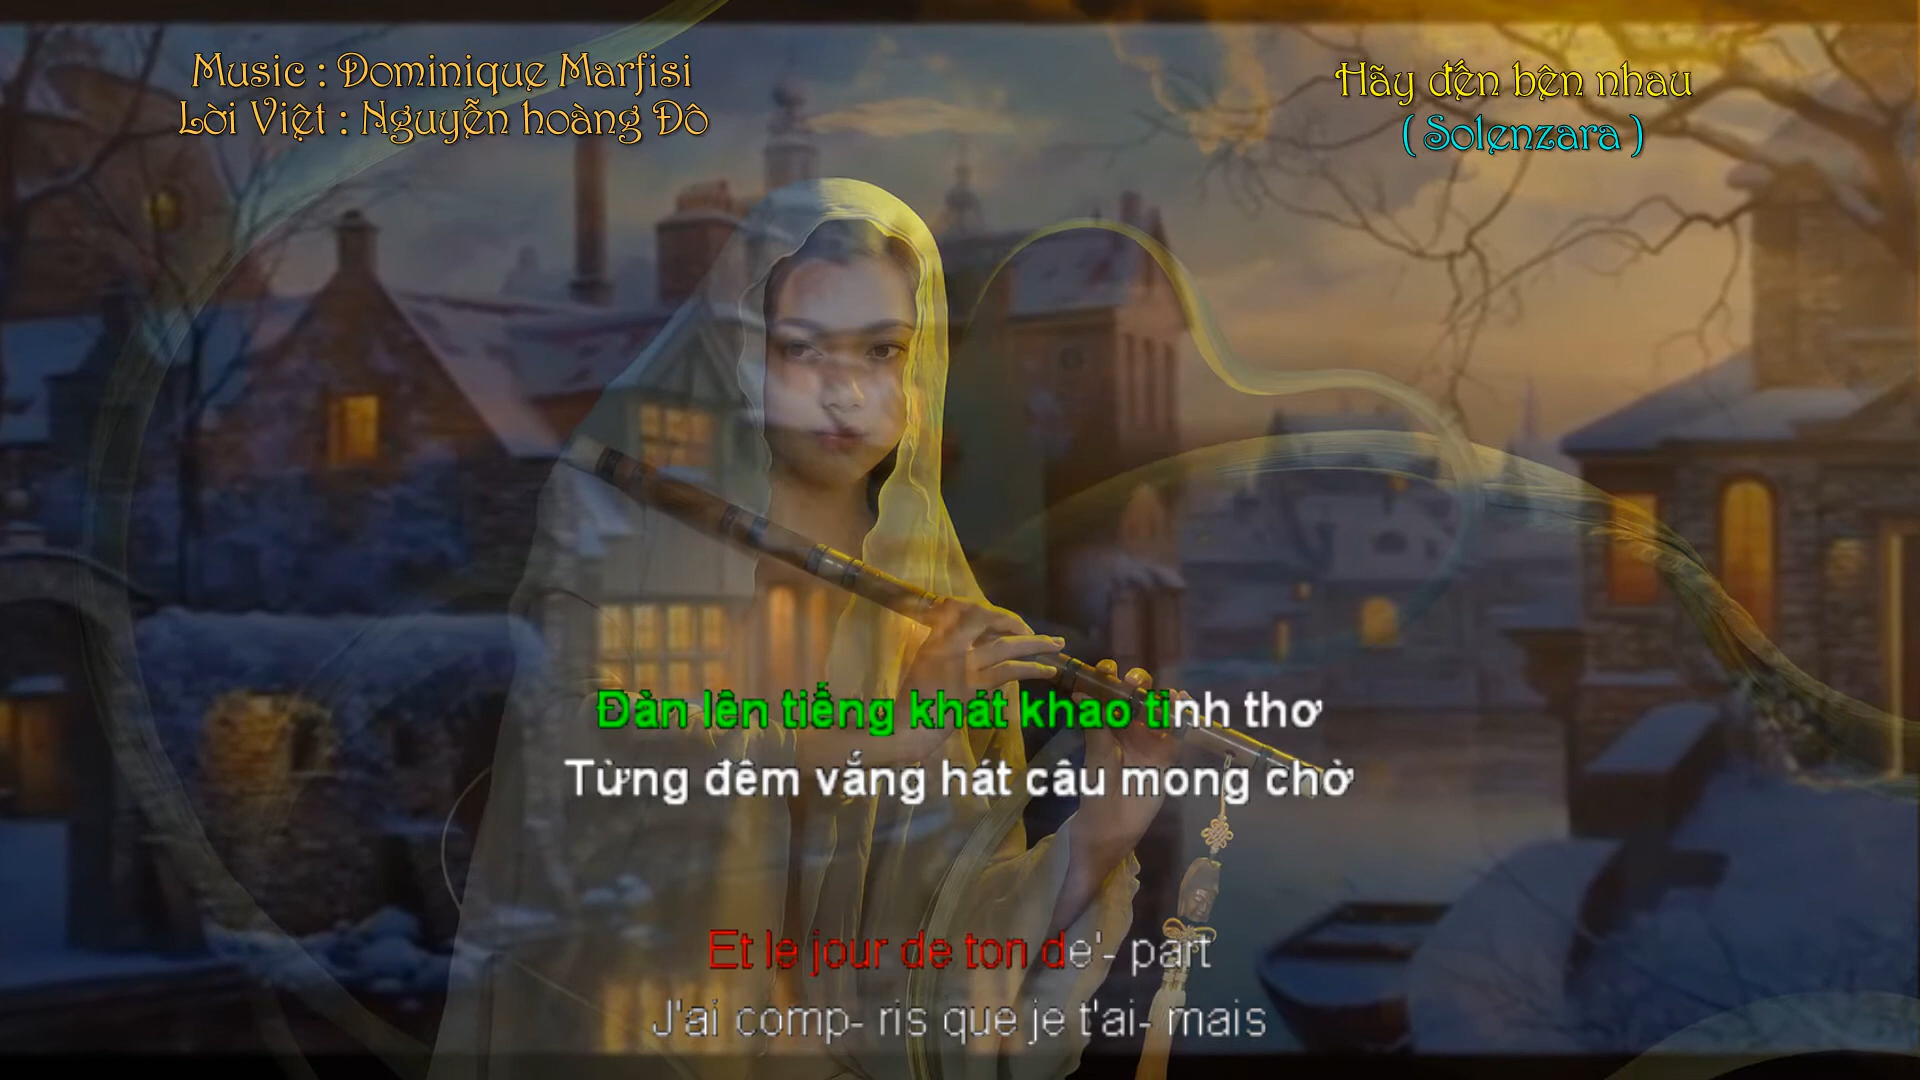 Music : Dominique Marfisi
Lời Việt : Nguyễn hoàng Đô
Hãy đến bên nhau
( Solenzara )
Đàn lên tiếng khát khao tình thơ
Từng đêm vắng hát câu mong chờ
Et le jour de ton de'- part
J'ai comp- ris que je t'ai- mais